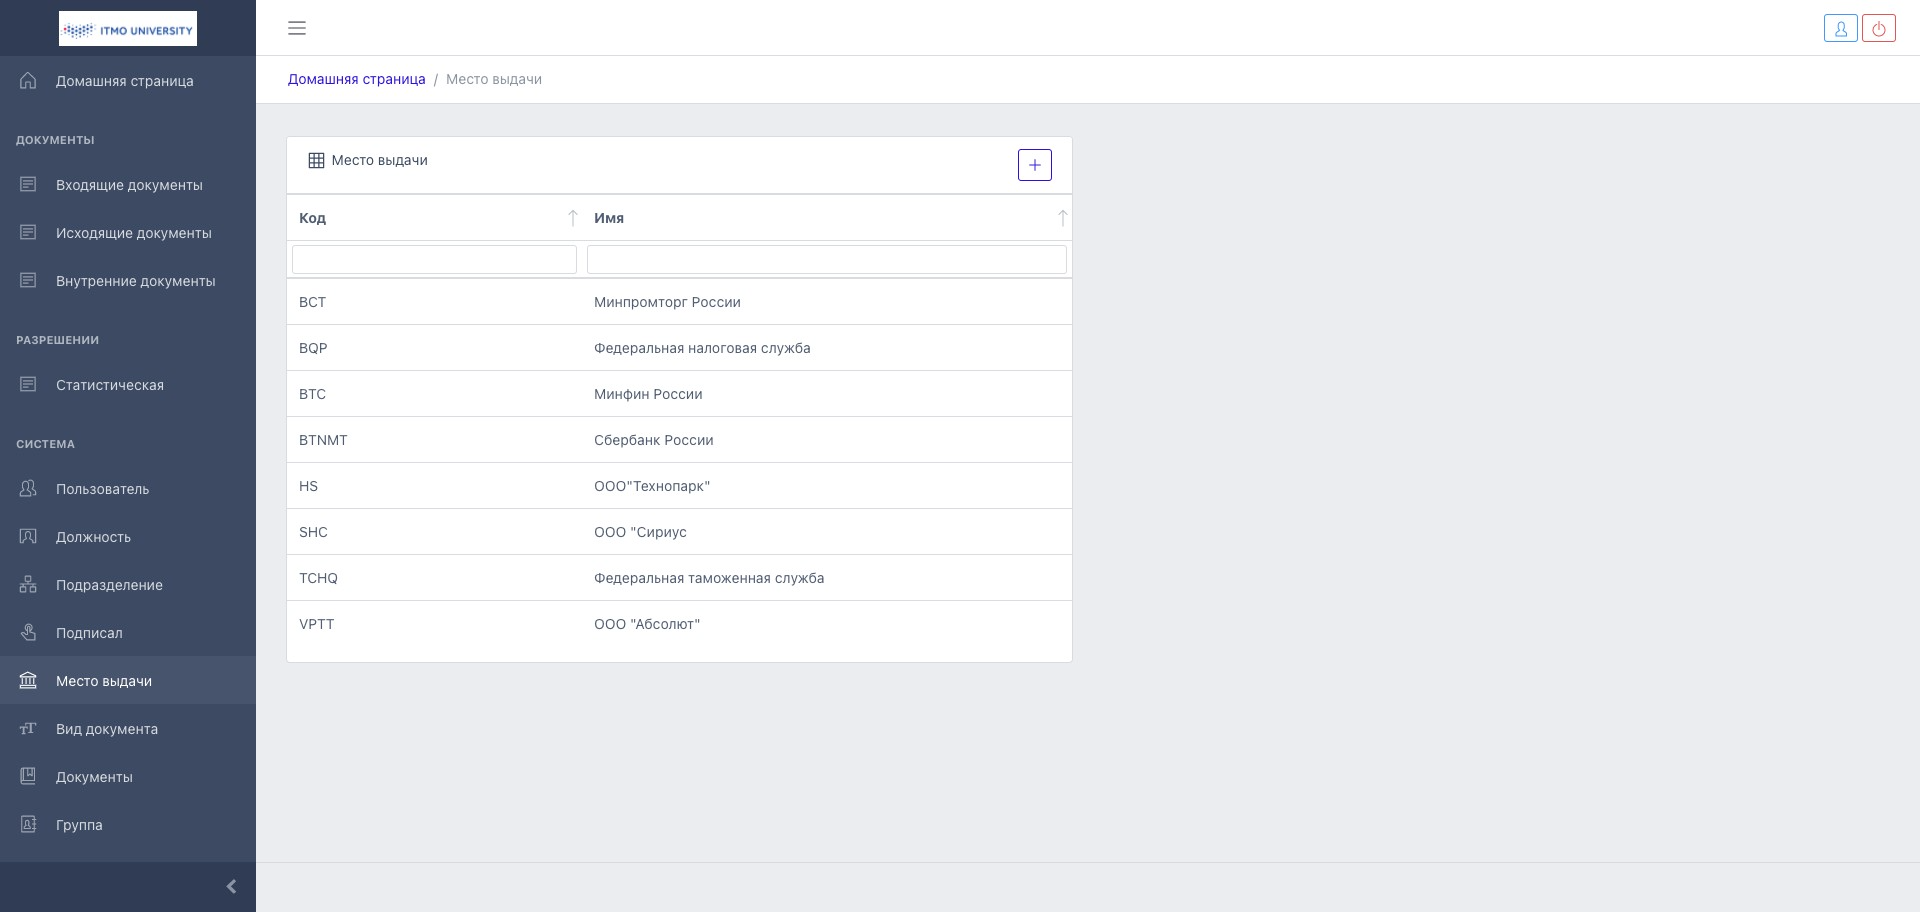 ITMO UNIVERSITY
Домашняя страница
ДОКУМЕНТЫ
Входящие документы
Исходящие документы
Внутренние документы
РАЗРЕШЕНИИ
Статистическая
СИСТЕМА
Пользователь
Должность
Подразделение
Подписал
Место выдачи
Вид документа
Документы
Группа
Домашняя страница / Место выдачи
Место выдачи
Код Имя
BCT Минпромторг России
BQP Федеральная налоговая служба
BTC Минфин России
BTNMT Сбербанк России
HS ООО"Технопарк"
SHC ООО "Сириус
TCHQ Федеральная таможенная служба
VPTT ООО "Абсолют"